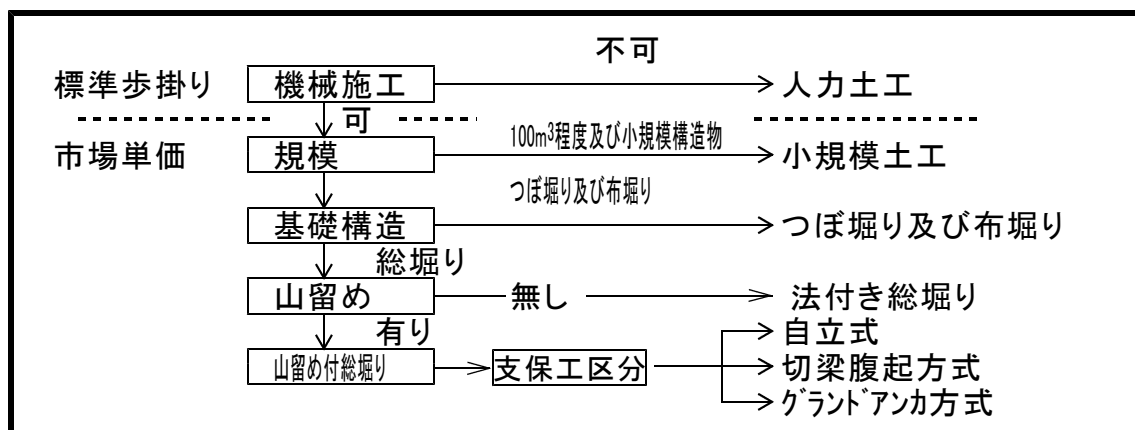 不可
標準歩掛り 機械施工 人力土工
可
市場単価 規模 100m³程度及び小規模構造物 小規模土工
つぼ堀り及び布堀り
基礎構造 つぼ堀り及び布堀り
総堀り
山留め 無し 法付き総堀り
有り 自立式
山留め付総堀り 支保工区分 切梁腹起方式
グランドアンカ方式